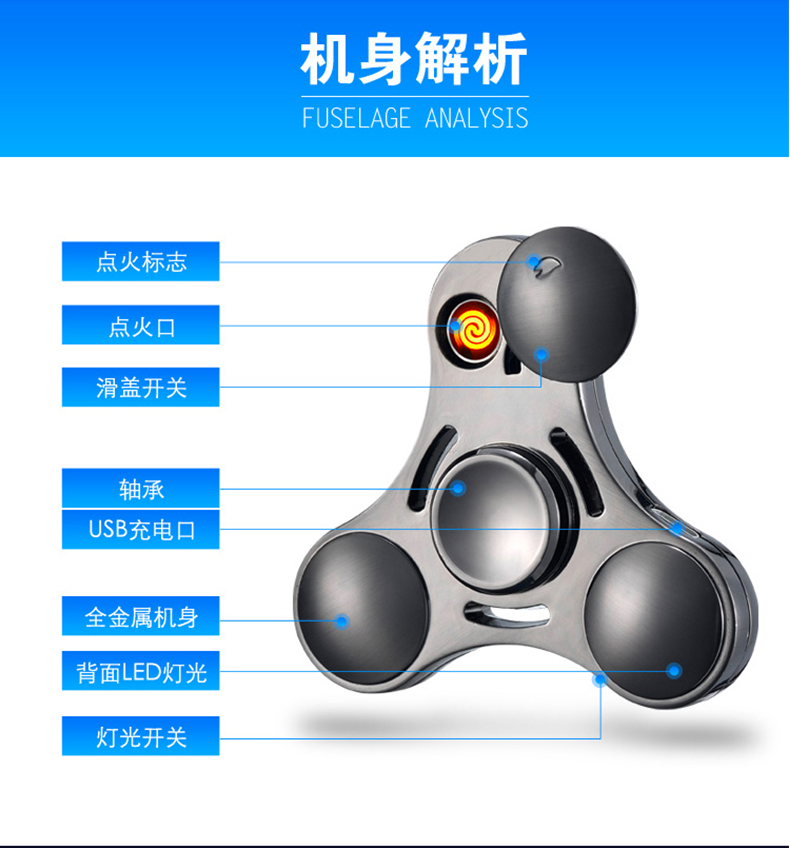 机身解析
FUSELAGE ANALYSIS
点火标志
点火口
滑盖开关
轴承
USB充电口
全金属机身
背面LED灯光
灯光开关